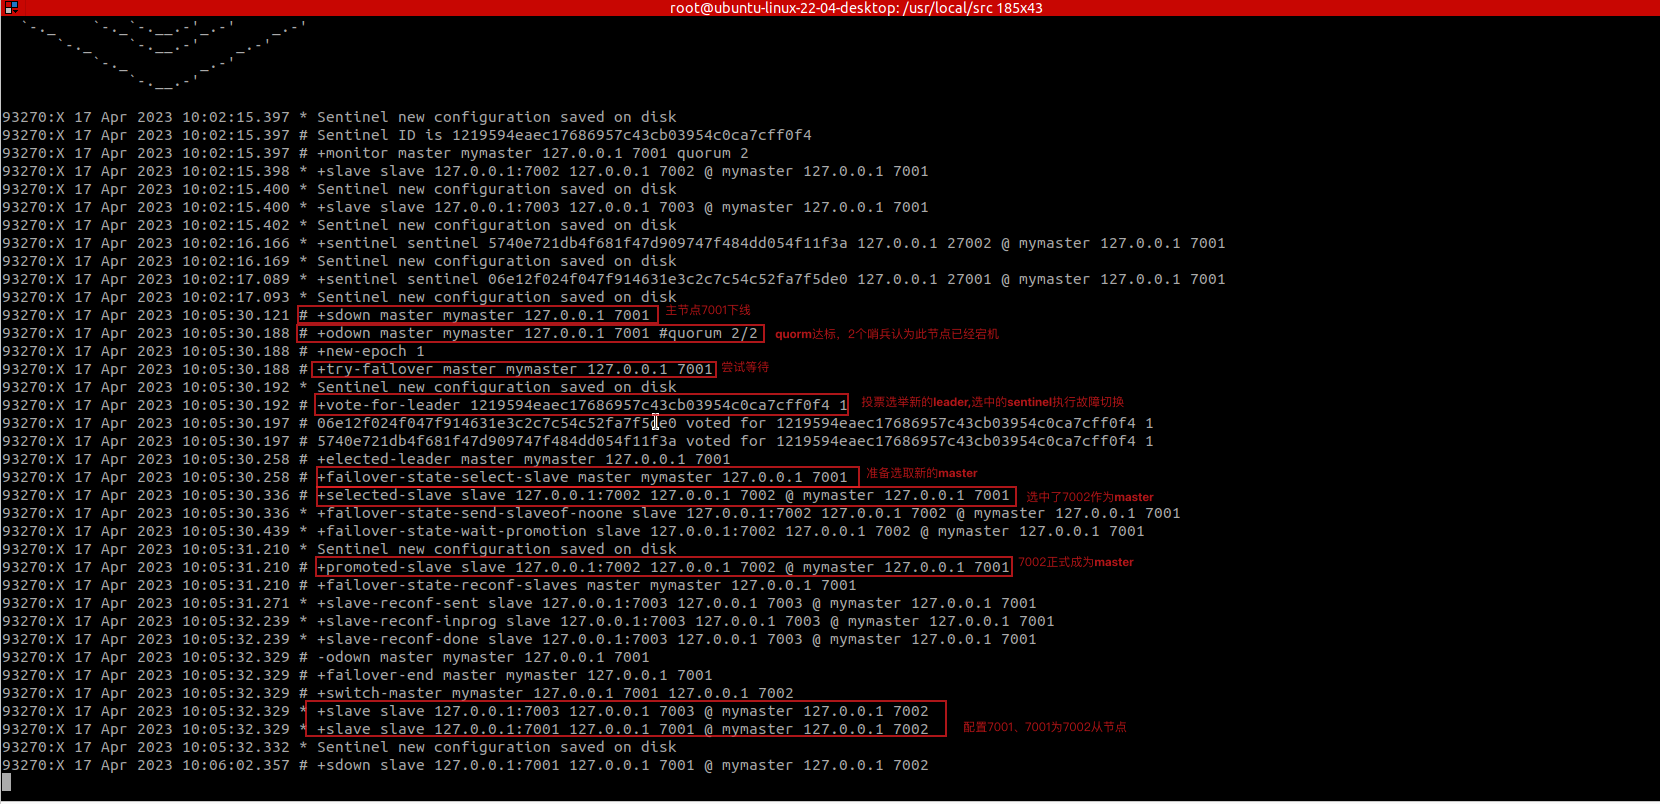 root@ubuntu-linux-22-04-desktop: /usr/local/src 185x43
93270:X 17 Apr 2023 10:02:15.397 * Sentinel new configuration saved on disk
93270:X 17 Apr 2023 10:02:15.397 # Sentinel ID is 1219594eaec17686957c43cb03954c0ca7cff0f4
93270:X 17 Apr 2023 10:02:15.397 # +monitor master mymaster 127.0.0.1 7001 quorum 2
93270:X 17 Apr 2023 10:02:15.398 * +slave slave 127.0.0.1:7002 127.0.0.1 7002 @ mymaster 127.0.0.1 7001
93270:X 17 Apr 2023 10:02:15.400 * Sentinel new configuration saved on disk
93270:X 17 Apr 2023 10:02:15.400 * +slave slave 127.0.0.1:7003 127.0.0.1 7003 @ mymaster 127.0.0.1 7001
93270:X 17 Apr 2023 10:02:15.402 * Sentinel new configuration saved on disk
93270:X 17 Apr 2023 10:02:16.166 * +sentinel sentinel 5740e721db4f681f47d909747f484dd054f11f3a 127.0.0.1 27002 @ mymaster 127.0.0.1 7001
93270:X 17 Apr 2023 10:02:16.169 * Sentinel new configuration saved on disk
93270:X 17 Apr 2023 10:02:17.089 * +sentinel sentinel 06e12f024f047f914631e3c2c7c54c52fa7f5de0 127.0.0.1 27001 @ mymaster 127.0.0.1 7001
93270:X 17 Apr 2023 10:02:17.093 * Sentinel new configuration saved on disk
93270:X 17 Apr 2023 10:05:30.121 # +sdown master mymaster 127.0.0.1 7001 主节点7001下线
93270:X 17 Apr 2023 10:05:30.188 # +odown master mymaster 127.0.0.1 7001 #quorum 2/2 quorm达标，2个哨兵认为此节点已经宕机
93270:X 17 Apr 2023 10:05:30.188 # +new-epoch 1
93270:X 17 Apr 2023 10:05:30.188 # +try-failover master mymaster 127.0.0.1 7001 尝试等待
93270:X 17 Apr 2023 10:05:30.192 * Sentinel new configuration saved on disk
93270:X 17 Apr 2023 10:05:30.192 # +vote-for-leader 1219594eaec17686957c43cb03954c0ca7cff0f4 1 投票选举新的leader,选中的sentinel执行故障切换
93270:X 17 Apr 2023 10:05:30.197 # 06e12f024f047f914631e3c2c7c54c52fa7f5de0 voted for 1219594eaec17686957c43cb03954c0ca7cff0f4 1
93270:X 17 Apr 2023 10:05:30.197 # 5740e721db4f681f47d909747f484dd054f11f3a voted for 1219594eaec17686957c43cb03954c0ca7cff0f4 1
93270:X 17 Apr 2023 10:05:30.258 # +elected-leader master mymaster 127.0.0.1 7001
93270:X 17 Apr 2023 10:05:30.258 # +failover-state-select-slave master mymaster 127.0.0.1 7001 准备选取新的master
93270:X 17 Apr 2023 10:05:30.336 # +selected-slave slave 127.0.0.1:7002 127.0.0.1 7002 @ mymaster 127.0.0.1 7001 选中了7002作为master
93270:X 17 Apr 2023 10:05:30.336 * +failover-state-send-slaveof-noone slave 127.0.0.1:7002 127.0.0.1 7002 @ mymaster 127.0.0.1 7001
93270:X 17 Apr 2023 10:05:30.439 * +failover-state-wait-promotion slave 127.0.0.1:7002 127.0.0.1 7002 @ mymaster 127.0.0.1 7001
93270:X 17 Apr 2023 10:05:31.210 * Sentinel new configuration saved on disk
93270:X 17 Apr 2023 10:05:31.210 # +promoted-slave slave 127.0.0.1:7002 127.0.0.1 7002 @ mymaster 127.0.0.1 7001 7002正式成为master
93270:X 17 Apr 2023 10:05:31.210 # +failover-state-reconf-slaves master mymaster 127.0.0.1 7001
93270:X 17 Apr 2023 10:05:31.271 * +slave-reconf-sent slave 127.0.0.1:7003 127.0.0.1 7003 @ mymaster 127.0.0.1 7001
93270:X 17 Apr 2023 10:05:32.239 * +slave-reconf-inprog slave 127.0.0.1:7003 127.0.0.1 7003 @ mymaster 127.0.0.1 7001
93270:X 17 Apr 2023 10:05:32.239 * +slave-reconf-done slave 127.0.0.1:7003 127.0.0.1 7003 @ mymaster 127.0.0.1 7001
93270:X 17 Apr 2023 10:05:32.329 # -odown master mymaster 127.0.0.1 7001
93270:X 17 Apr 2023 10:05:32.329 # +failover-end master mymaster 127.0.0.1 7001
93270:X 17 Apr 2023 10:05:32.329 # +switch-master mymaster 127.0.0.1 7001 127.0.0.1 7002
93270:X 17 Apr 2023 10:05:32.329 * +slave slave 127.0.0.1:7003 127.0.0.1 7003 @ mymaster 127.0.0.1 7002
93270:X 17 Apr 2023 10:05:32.329 * +slave slave 127.0.0.1:7001 127.0.0.1 7001 @ mymaster 127.0.0.1 7002 配置7001、7001为7002从节点
93270:X 17 Apr 2023 10:05:32.332 * Sentinel new configuration saved on disk
93270:X 17 Apr 2023 10:06:02.357 # +sdown slave 127.0.0.1:7001 127.0.0.1 7001 @ mymaster 127.0.0.1 7002